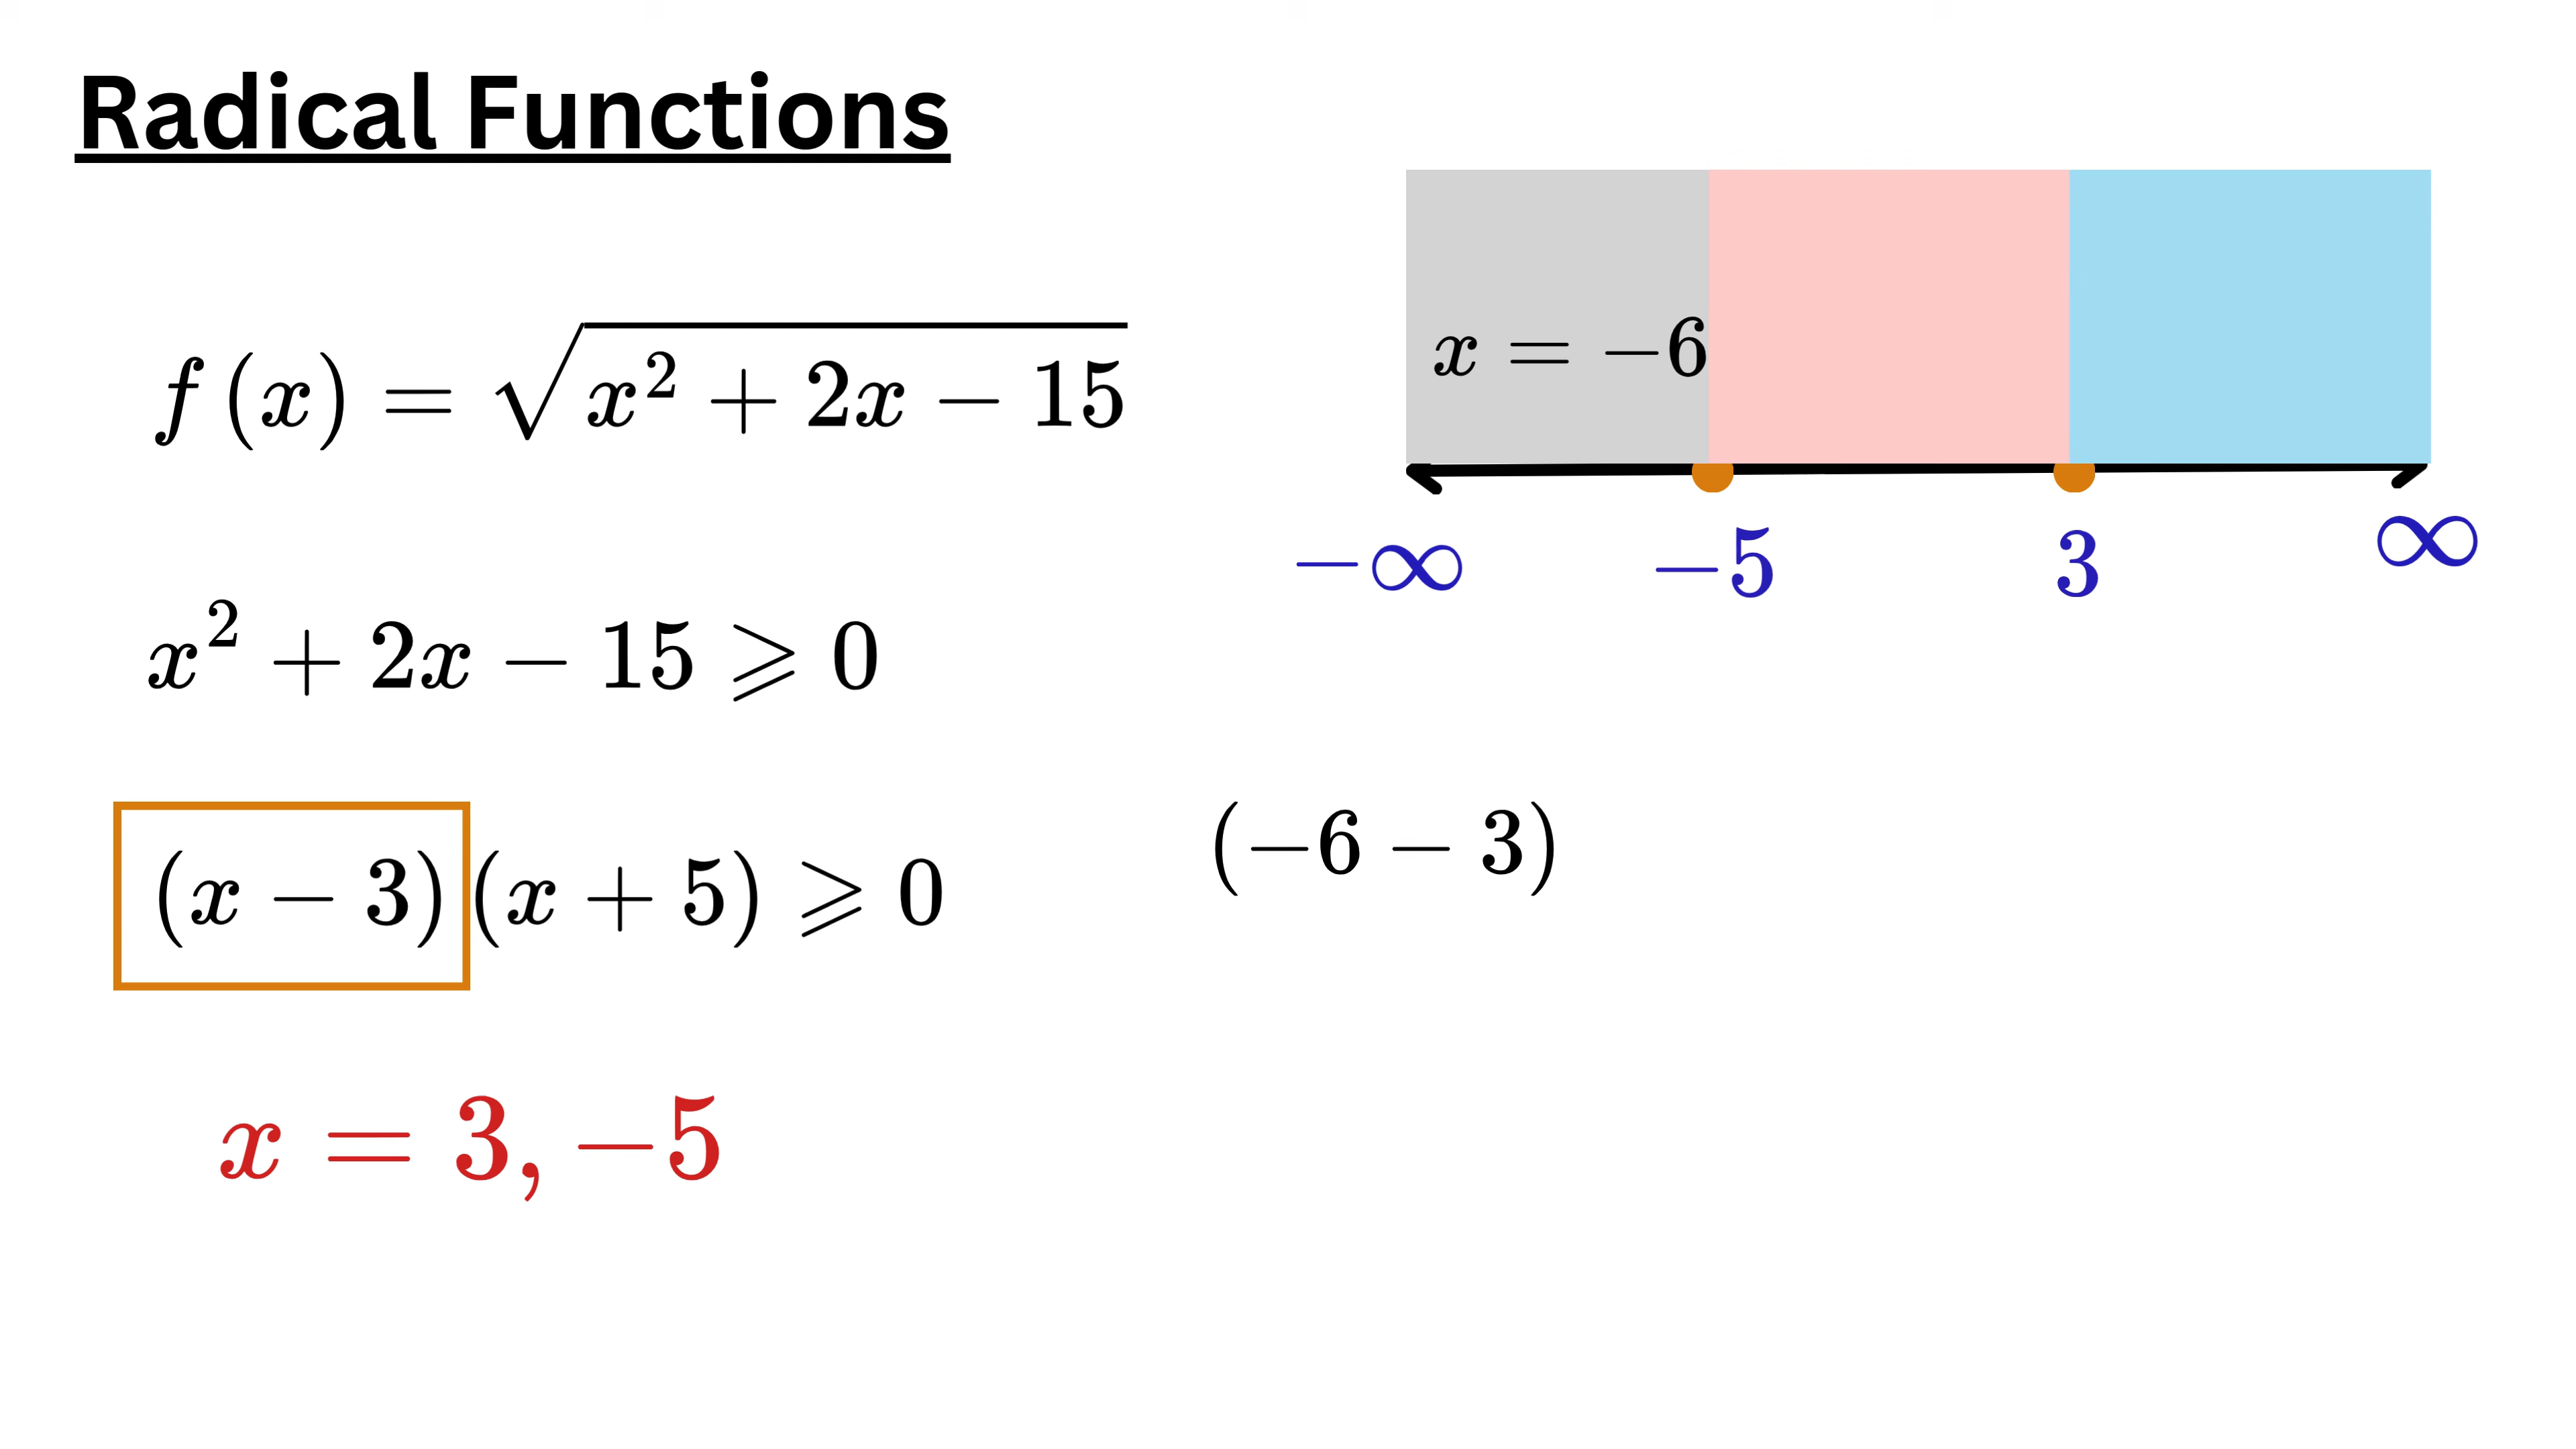 Radical Functions
f (x) = √(x² + 2x − 15)
x² + 2x − 15 ⩾ 0
(x − 3)(x + 5) ⩾ 0
x = 3, −5
x = −6
−∞ −5 3 ∞
(−6 − 3)